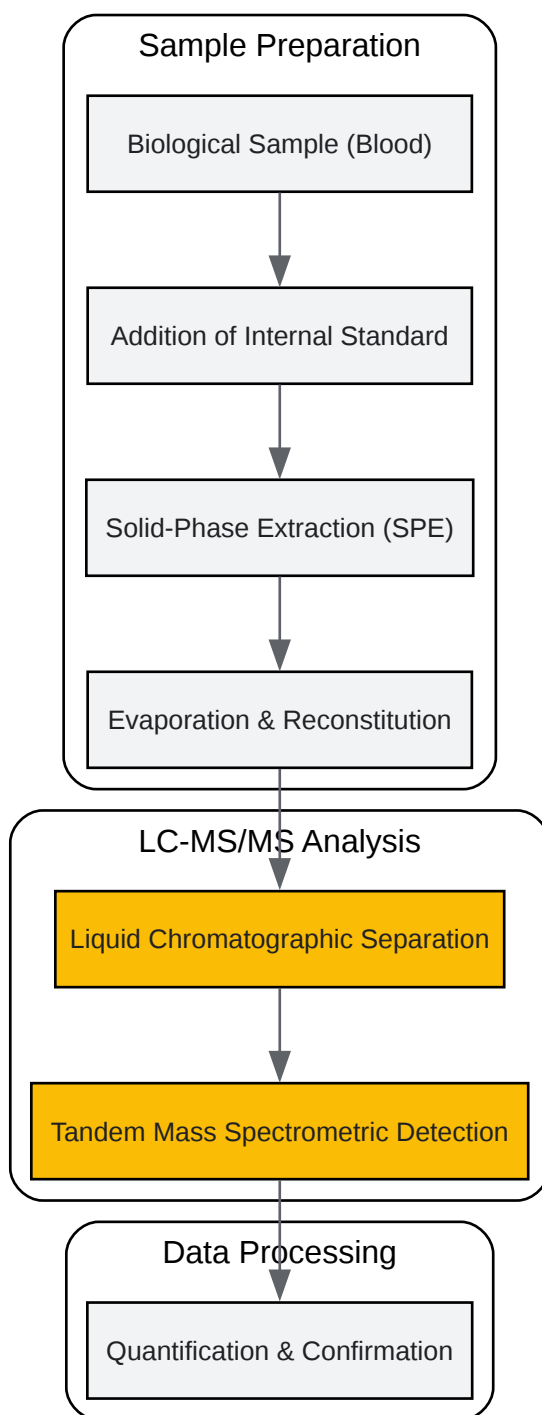 Sample Preparation
Biological Sample (Blood)
Addition of Internal Standard
Solid-Phase Extraction (SPE)
Evaporation & Reconstitution
LC-MS/MS Analysis
Liquid Chromatographic Separation
Tandem Mass Spectrometric Detection
Data Processing
Quantification & Confirmation